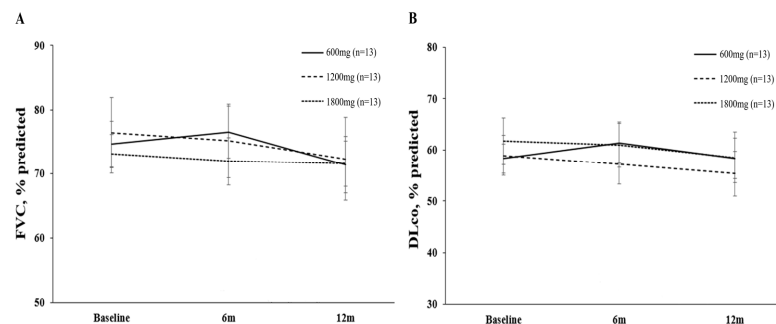 A
FVC, % predicted
90
80
70
60
50
600mg (n=13)
1200mg (n=13)
1800mg (n=13)
Baseline
6m
12m
B
DLco, % predicted
80
70
60
50
40
30
600mg (n=13)
1200mg (n=13)
1800mg (n=13)
Baseline
6m
12m